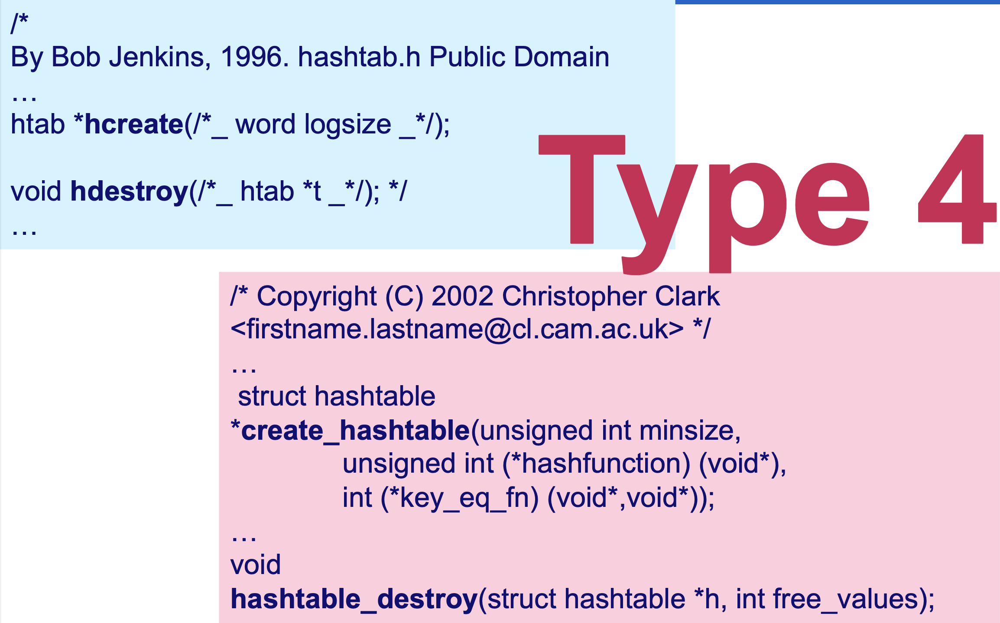 /*
By Bob Jenkins, 1996. hashtab.h Public Domain
…
htab *hcreate(/*_ word logsize _*/);
void hdestroy(/*_ htab *t _*/); */
…
Type 4
/* Copyright (C) 2002 Christopher Clark
<firstname.lastname@cl.cam.ac.uk> */
…
struct hashtable
*create_hashtable(unsigned int minsize,
unsigned int (*hashfunction) (void*),
int (*key_eq_fn) (void*,void*));
…
void
hashtable_destroy(struct hashtable *h, int free_values);